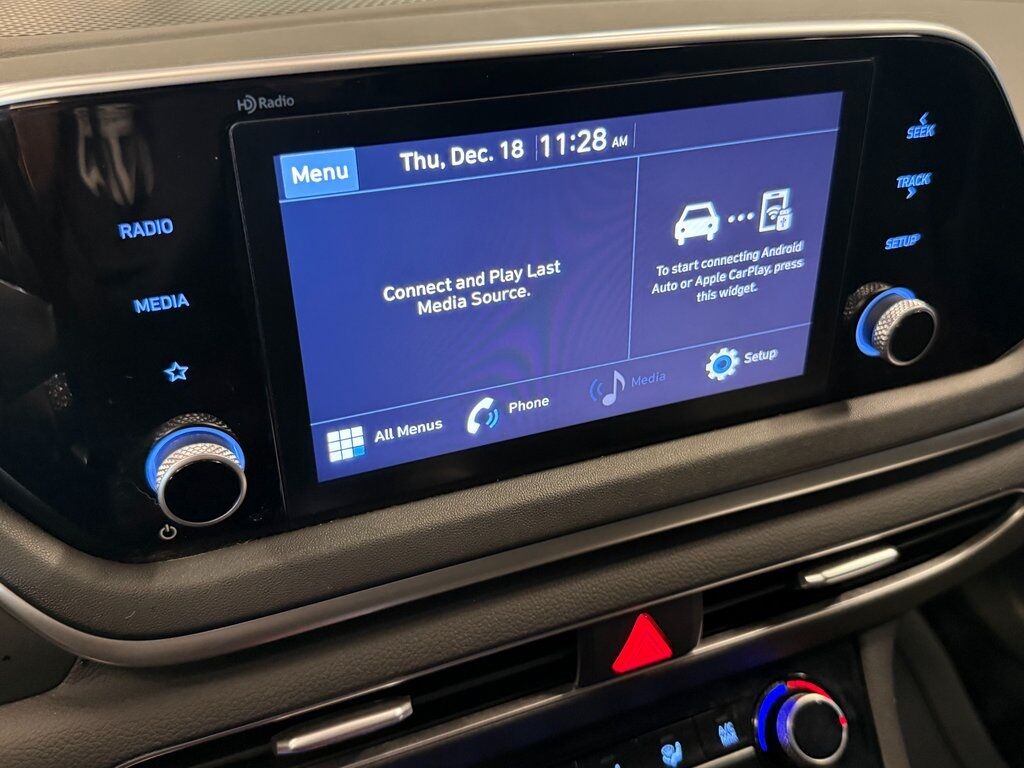 HD Radio
Menu
Thu, Dec. 18
11:28 AM
RADIO
MEDIA
Connect and Play Last
Media Source.
To start connecting Android
Auto or Apple CarPlay, press
this widget.
All Menus
Phone
Media
Setup
SEEK
TRACK
SETUP